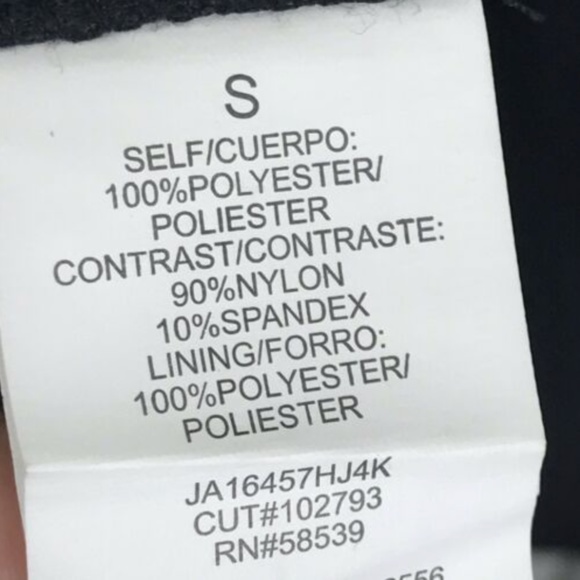 S
SELF/CUERPO:
100%POLYESTER/
POLIESTER
CONTRAST/CONTRASTE:
90%NYLON
10%SPANDEX
LINING/FORRO:
100%POLYESTER/
POLIESTER
JA16457HJ4K
CUT#102793
RN#58539